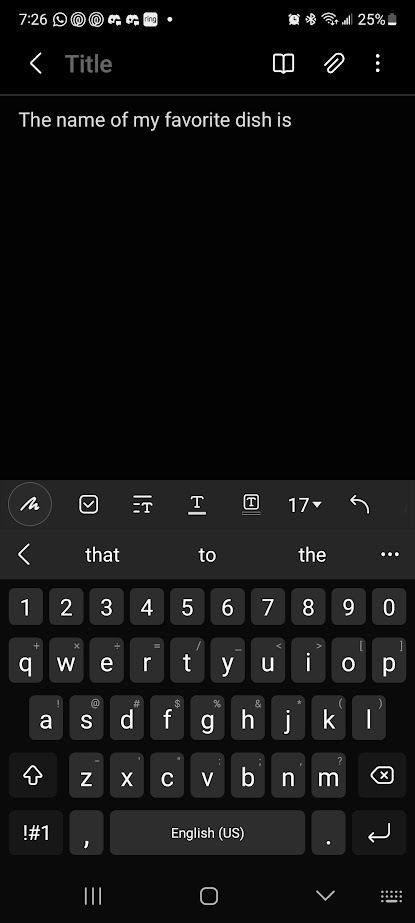 7:26 ring 25%
Title
The name of my favorite dish is
T T T 17
that to the
1 2 3 4 5 6 7 8 9 0
+ × ÷ = / _ < > [ ]
q w e r t y u i o p
! @ # $ % & * ( )
a s d f g h j k l
- ' " : ; ?
z x c v b n m
!#1 , English (US) .